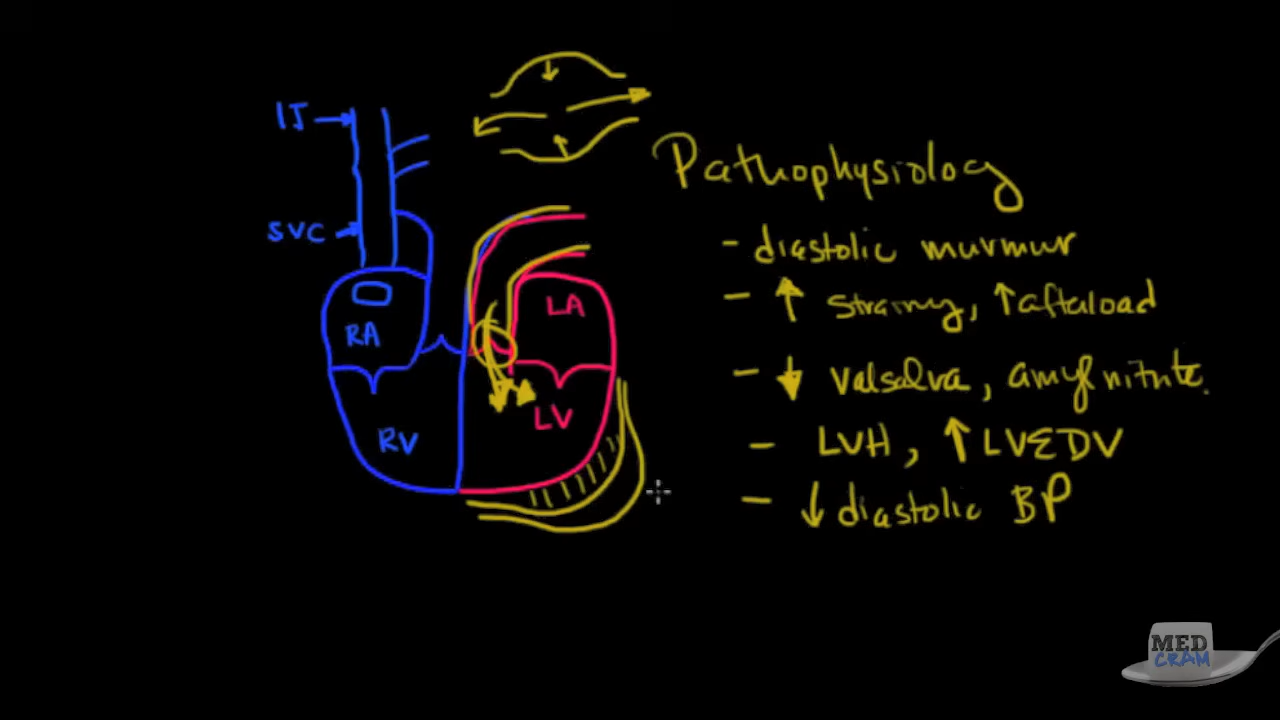 IJ
SVC
RA
LA
RV
LV
Pathophysiology
- diastolic murmur
- ↑ straining, ↑ afterload
- ↓ valsalva, amyl nitrite.
- LVH, ↑ LVEDV
- ↓ diastolic BP
MED
CRAM